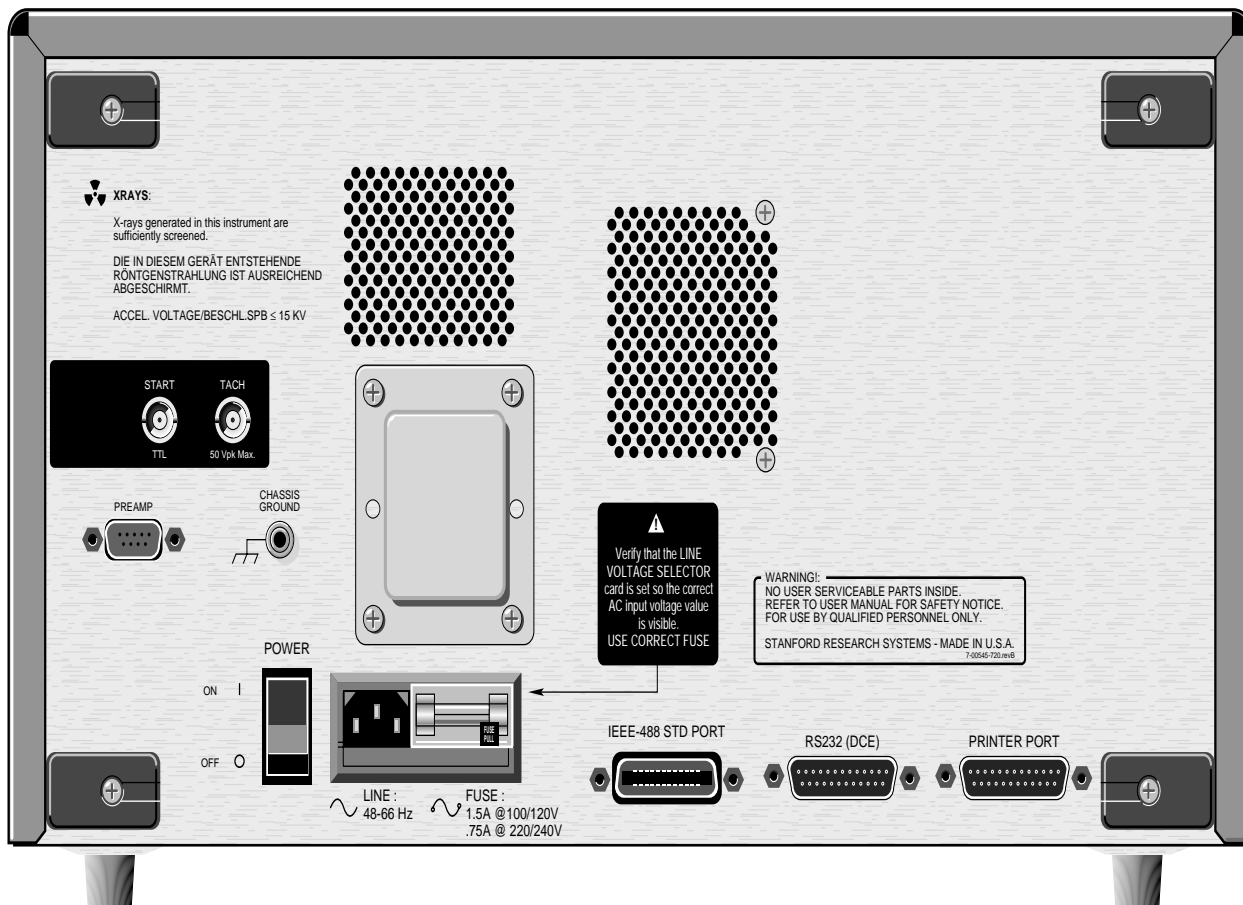 XRAYS:
X-rays generated in this instrument are
sufficiently screened.
DIE IN DIESEM GERÄT ENTSTEHENDE
RÖNTGENSTRAHLUNG IST AUSREICHEND
ABGESCHIRMT.
ACCEL. VOLTAGE/BESCHL.SPB ≤ 15 KV
START
TACH
TTL
50 Vpk Max.
PREAMP
CHASSIS
GROUND
Verify that the LINE
VOLTAGE SELECTOR
card is set so the correct
AC input voltage value
is visible.
USE CORRECT FUSE
WARNING!:
NO USER SERVICEABLE PARTS INSIDE.
REFER TO USER MANUAL FOR SAFETY NOTICE.
FOR USE BY QUALIFIED PERSONNEL ONLY.
STANFORD RESEARCH SYSTEMS - MADE IN U.S.A.
7-00545-720.revB
POWER
ON I
OFF O
FUSE
PULL
LINE :
48-66 Hz
FUSE :
1.5A @100/120V
.75A @ 220/240V
IEEE-488 STD PORT
RS232 (DCE)
PRINTER PORT